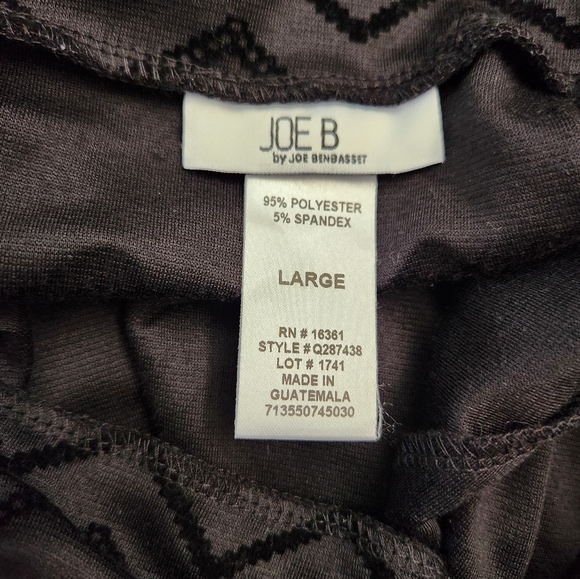 JOE B
by JOE BENBASSET
95% POLYESTER
5% SPANDEX
LARGE
RN # 16361
STYLE #Q287438
LOT # 1741
MADE IN
GUATEMALA
713550745030